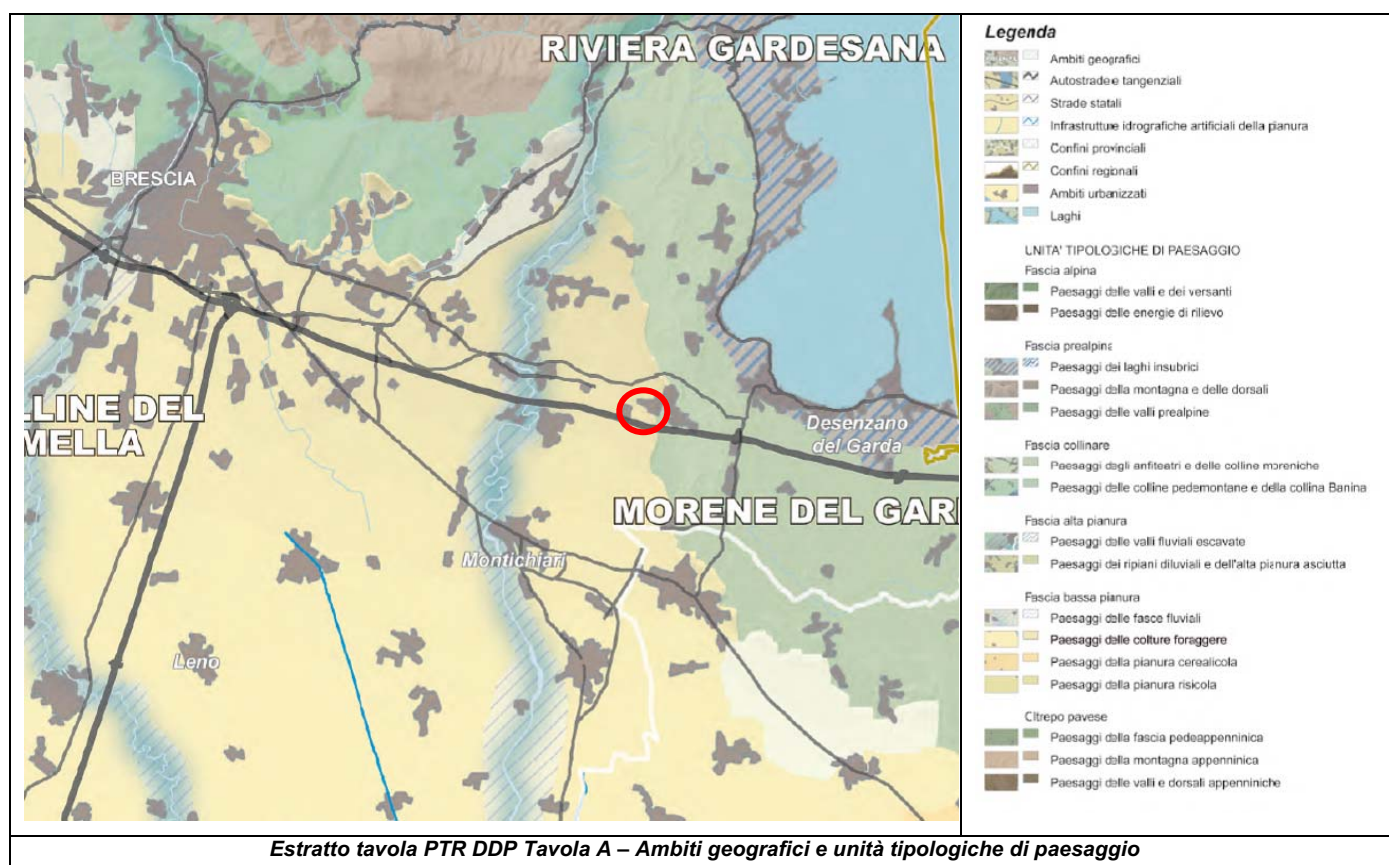 RIVIERA GARDESANA
BRESCIA
LLINE DEL
MELLA
Desenzano
del Garda
MORENE DEL GAR
Montichiari
Leno
Legenda
Ambiti geografici
Autostrade e tangenziali
Strade statali
Infrastrutture idrografiche artificiali della pianura
Confini provinciali
Confini regionali
Ambiti urbanizzati
Laghi
UNITA' TIPOLOGICHE DI PAESAGGIO
Fascia alpina
Paesaggi delle valli e dei versanti
Paesaggi delle energie di rilievo
Fascia prealpina
Paesaggi dei laghi insubrici
Paesaggi della montagna e delle dorsali
Paesaggi delle valli prealpine
Fascia collinare
Paesaggi degli anfiteatri e delle colline moreniche
Paesaggi delle colline pedemontane e della collina Banina
Fascia alta pianura
Paesaggi delle valli fluviali escavate
Paesaggi dei ripiani diluviali e dell'alta pianura asciutta
Fascia bassa pianura
Paesaggi delle fasce fluviali
Paesaggi delle colture foraggere
Paesaggi della pianura cerealicola
Paesaggi della pianura risicola
Oltrepo pavese
Paesaggi della fascia pedeappenninica
Paesaggi della montagna appenninica
Paesaggi delle valli e dorsali appenniniche
Estratto tavola PTR DDP Tavola A – Ambiti geografici e unità tipologiche di paesaggio